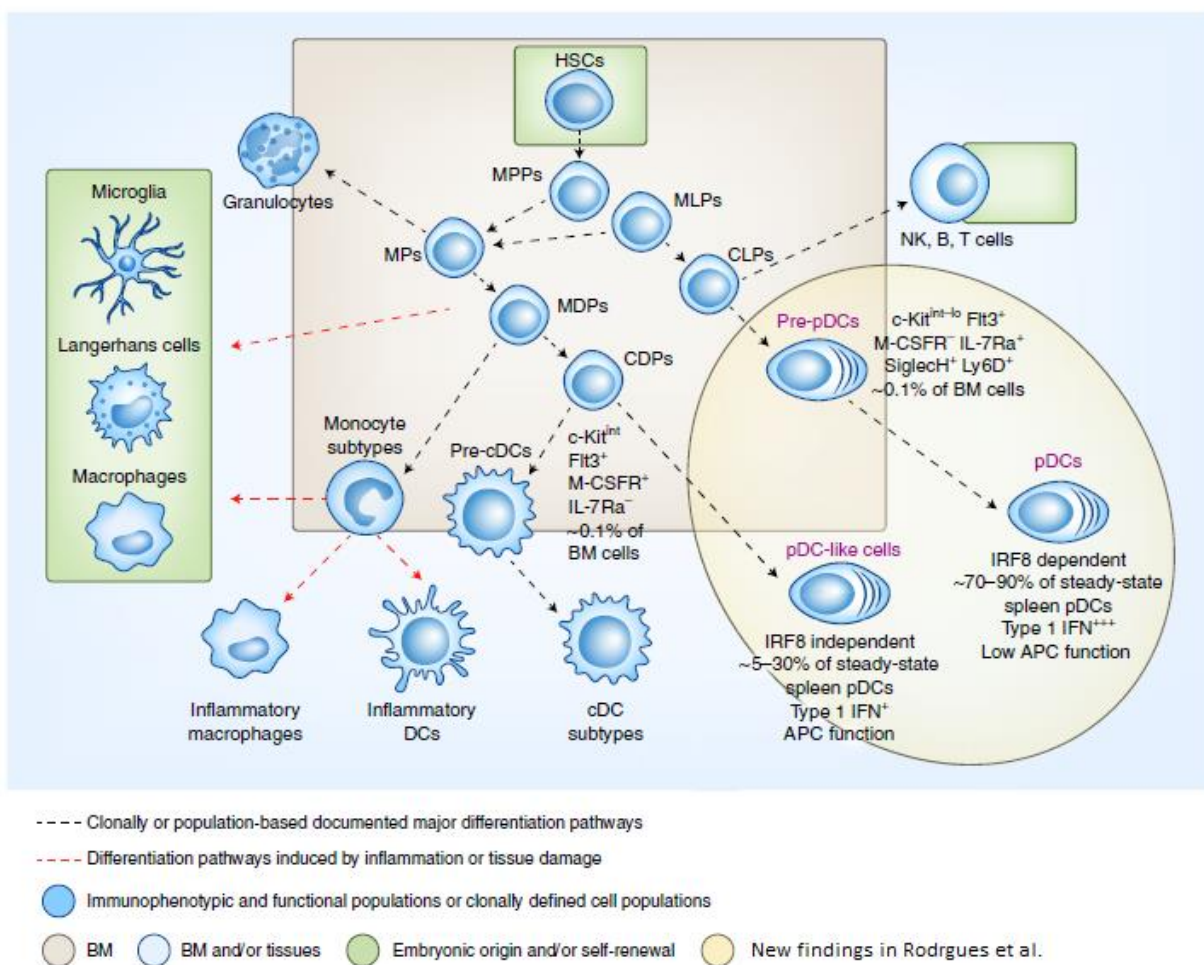 HSCs
MPPs
MLPs
Granulocytes
MPs
CLPs
NK, B, T cells
Microglia
Langerhans cells
Macrophages
MDPs
CDPs
Monocyte
subtypes
Pre-cDCs
c-Kitint
Flt3+
M-CSFR+
IL-7Ra–
~0.1% of
BM cells
Pre-pDCs
c-Kitint–lo Flt3+
M-CSFR– IL-7Ra+
SiglecH+ Ly6D+
~0.1% of BM cells
pDCs
IRF8 dependent
~70–90% of steady-state
spleen pDCs
Type 1 IFN+++
Low APC function
pDC-like cells
IRF8 independent
~5–30% of steady-state
spleen pDCs
Type 1 IFN+
APC function
Inflammatory
macrophages
Inflammatory
DCs
cDC
subtypes
Clonally or population-based documented major differentiation pathways
Differentiation pathways induced by inflammation or tissue damage
Immunophenotypic and functional populations or clonally defined cell populations
BM BM and/or tissues Embryonic origin and/or self-renewal New findings in Rodrgues et al.